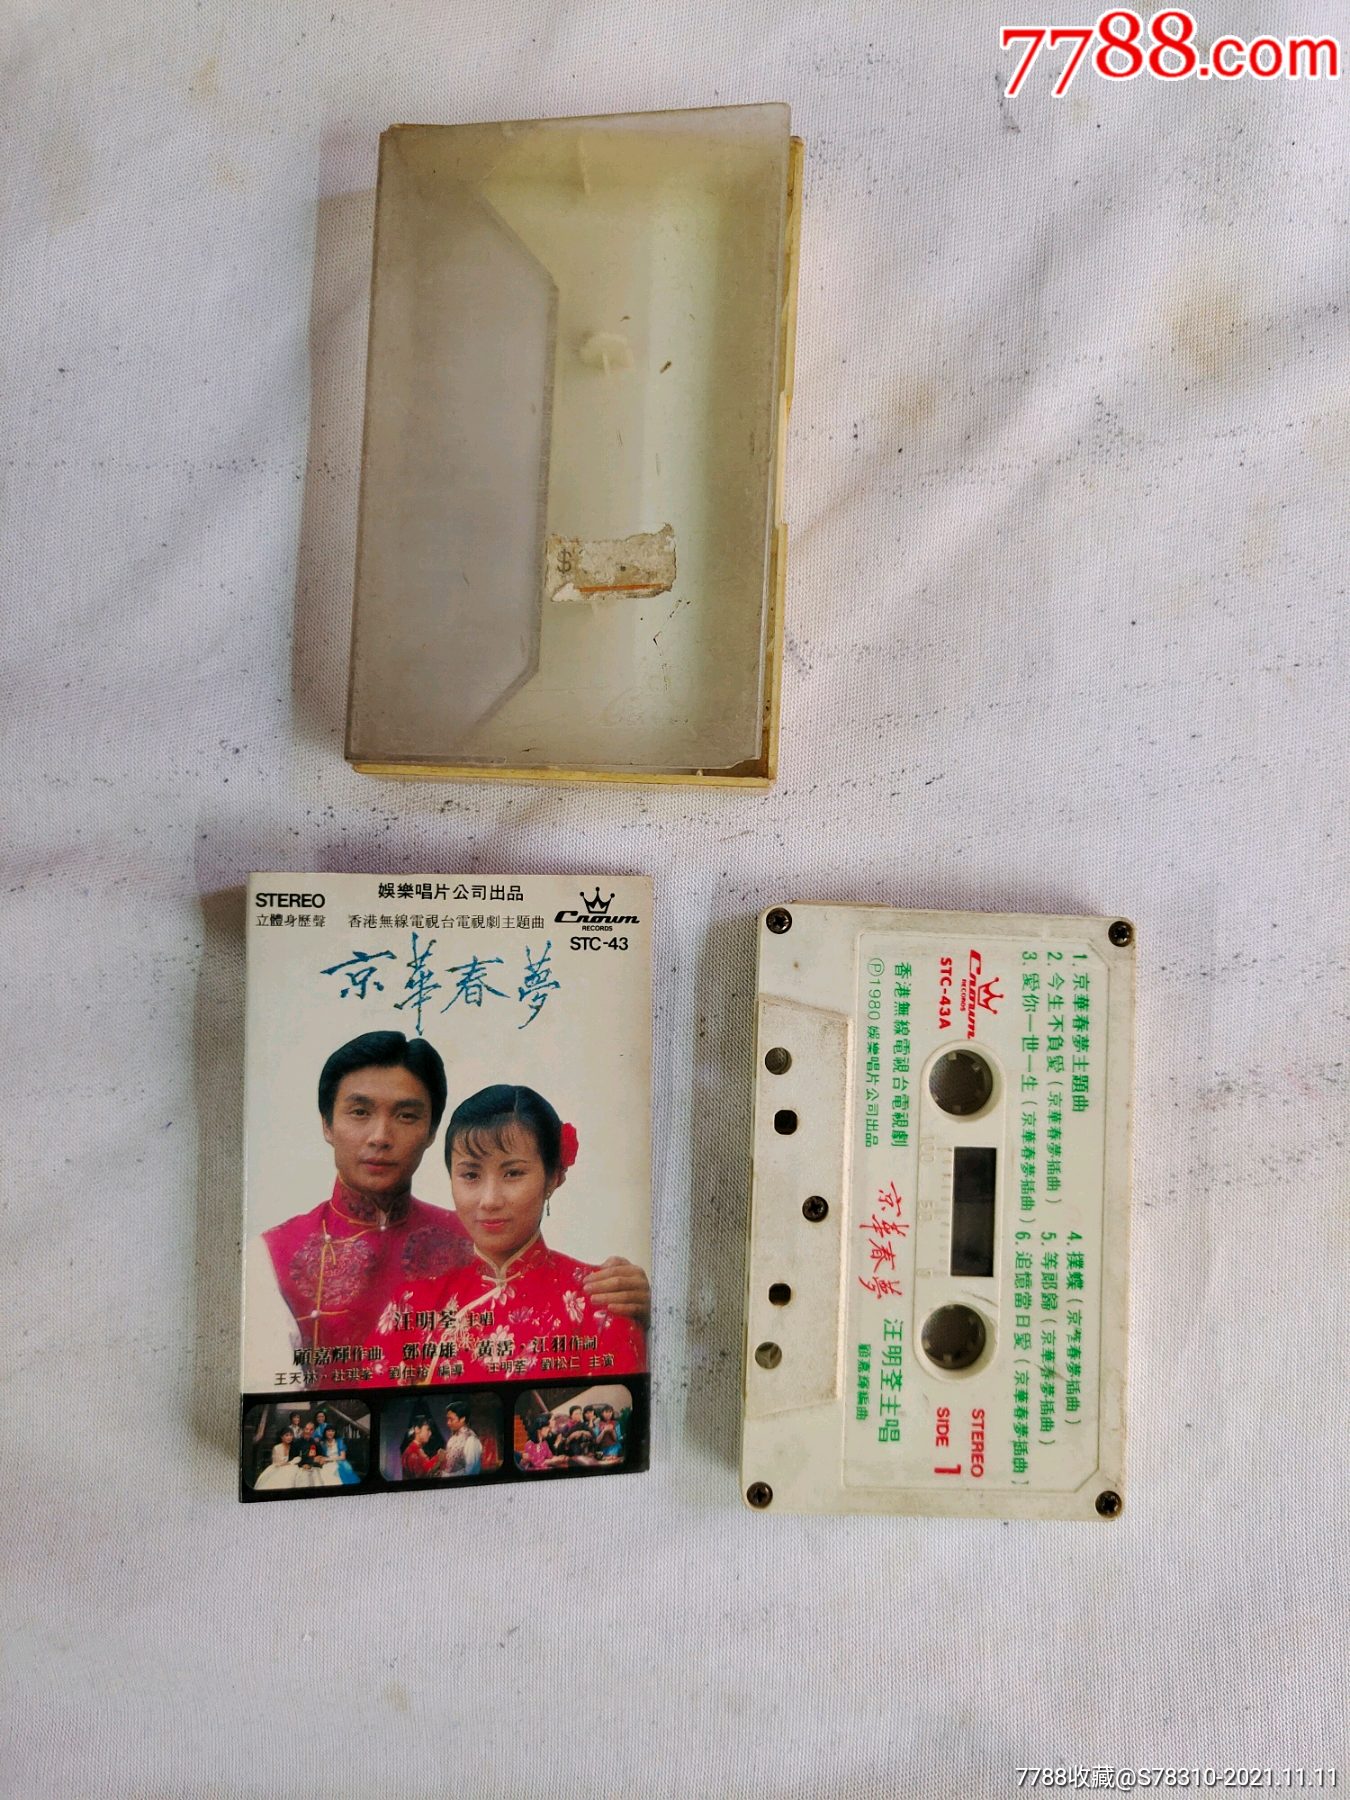 7788.com
$
STEREO
立體身歷聲
娛樂唱片公司出品
香港無線電視台電視劇主題曲
Crown
RECORDS
STC-43
京華春夢
汪明荃 主唱
顧嘉輝作曲 鄧偉雄·黃霑·江羽作詞
王天林·杜琪峯·劉仕裕 編導 汪明荃·劉松仁 主演
1. 京華春夢主題曲
2. 今生不負愛(京華春夢插曲)
3. 愛你一世一生(京華春夢插曲)
4. 撲蝶(京華春夢插曲)
5. 等郎歸(京華春夢插曲)
6. 追憶當日愛(京華春夢插曲)
Crown
RECORDS
STC-43A
100 50 0
STEREO
SIDE 1
香港無線電視台電視劇 京華春夢 汪明荃主唱
Ⓟ1980 娛樂唱片公司出品
顧嘉輝編曲
7788收藏@S78310-2021.11.11